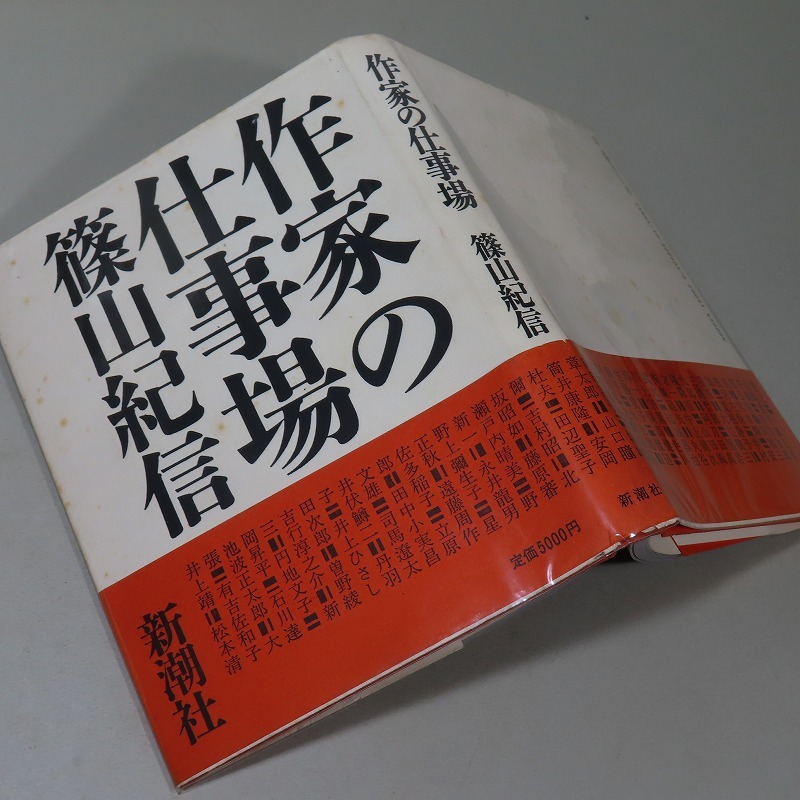 作家の
仕事場
篠山紀信
井上靖〓松本清
張〓有吉佐和子
池波正太郎〓大
岡昇平〓石川達
三〓円地文子〓
吉行淳之介〓新
田次郎〓曽野綾
子〓井上ひさし
井伏鱒二〓丹羽
文雄〓司馬遼太
郎〓田中小実昌
佐多稲子〓立原
正秋〓遠藤周作
野上彌生子〓星
新一〓永井龍男
瀬戸内晴美〓野
坂昭如〓藤原審
爾〓吉村昭〓北
杜夫〓田辺聖子
筒井康隆〓安岡
章太郎〓山口瞳
新潮社
定価5000円
作家の仕事場 篠山紀信
新潮社